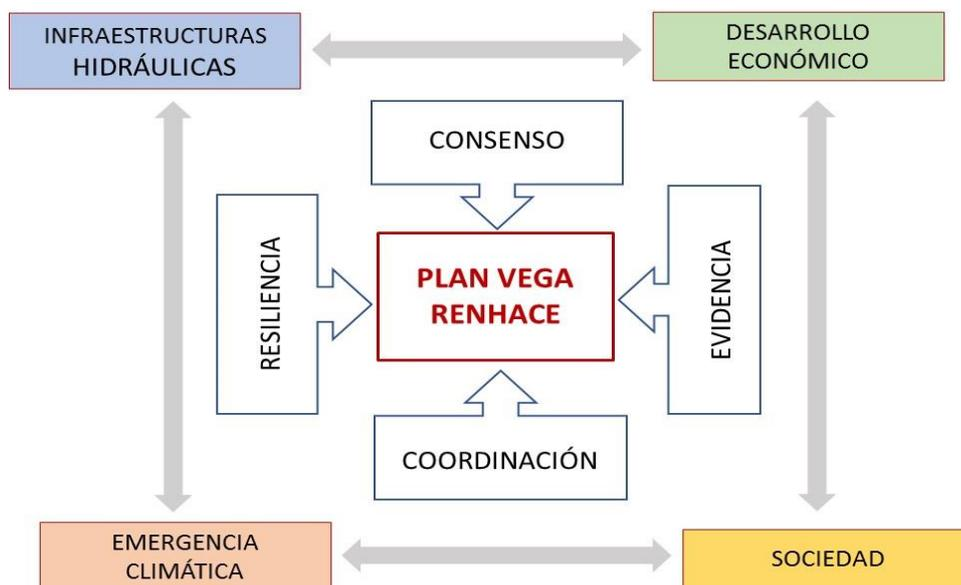 INFRAESTRUCTURAS
HIDRÁULICAS
DESARROLLO
ECONÓMICO
CONSENSO
RESILIENCIA
PLAN VEGA
RENHACE
EVIDENCIA
COORDINACIÓN
EMERGENCIA
CLIMÁTICA
SOCIEDAD